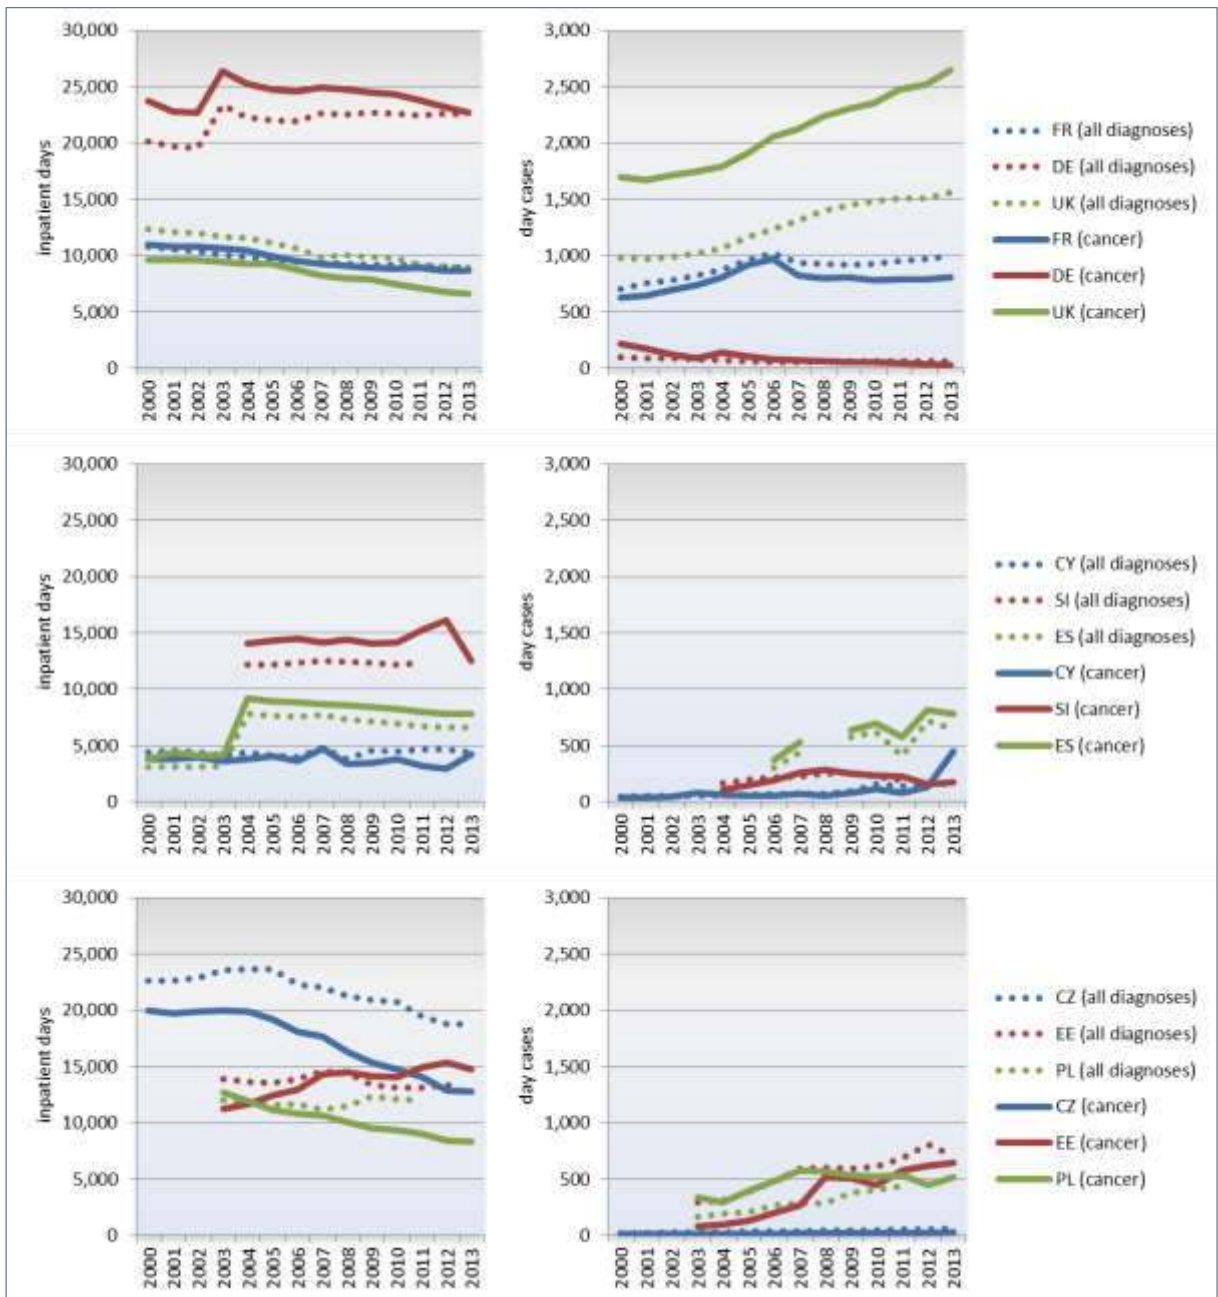 30,000
25,000
20,000
15,000
10,000
5,000
0
inpatient days
2000 2001 2002 2003 2004 2005 2006 2007 2008 2009 2010 2011 2012 2013
3,000
2,500
2,000
1,500
1,000
500
0
day cases
2000 2001 2002 2003 2004 2005 2006 2007 2008 2009 2010 2011 2012 2013
FR (all diagnoses)
DE (all diagnoses)
UK (all diagnoses)
FR (cancer)
DE (cancer)
UK (cancer)
30,000
25,000
20,000
15,000
10,000
5,000
0
inpatient days
2000 2001 2002 2003 2004 2005 2006 2007 2008 2009 2010 2011 2012 2013
3,000
2,500
2,000
1,500
1,000
500
0
day cases
2000 2001 2002 2003 2004 2005 2006 2007 2008 2009 2010 2011 2012 2013
CY (all diagnoses)
SI (all diagnoses)
ES (all diagnoses)
CY (cancer)
SI (cancer)
ES (cancer)
30,000
25,000
20,000
15,000
10,000
5,000
0
inpatient days
2000 2001 2002 2003 2004 2005 2006 2007 2008 2009 2010 2011 2012 2013
3,000
2,500
2,000
1,500
1,000
500
0
day cases
2000 2001 2002 2003 2004 2005 2006 2007 2008 2009 2010 2011 2012 2013
CZ (all diagnoses)
EE (all diagnoses)
PL (all diagnoses)
CZ (cancer)
EE (cancer)
PL (cancer)